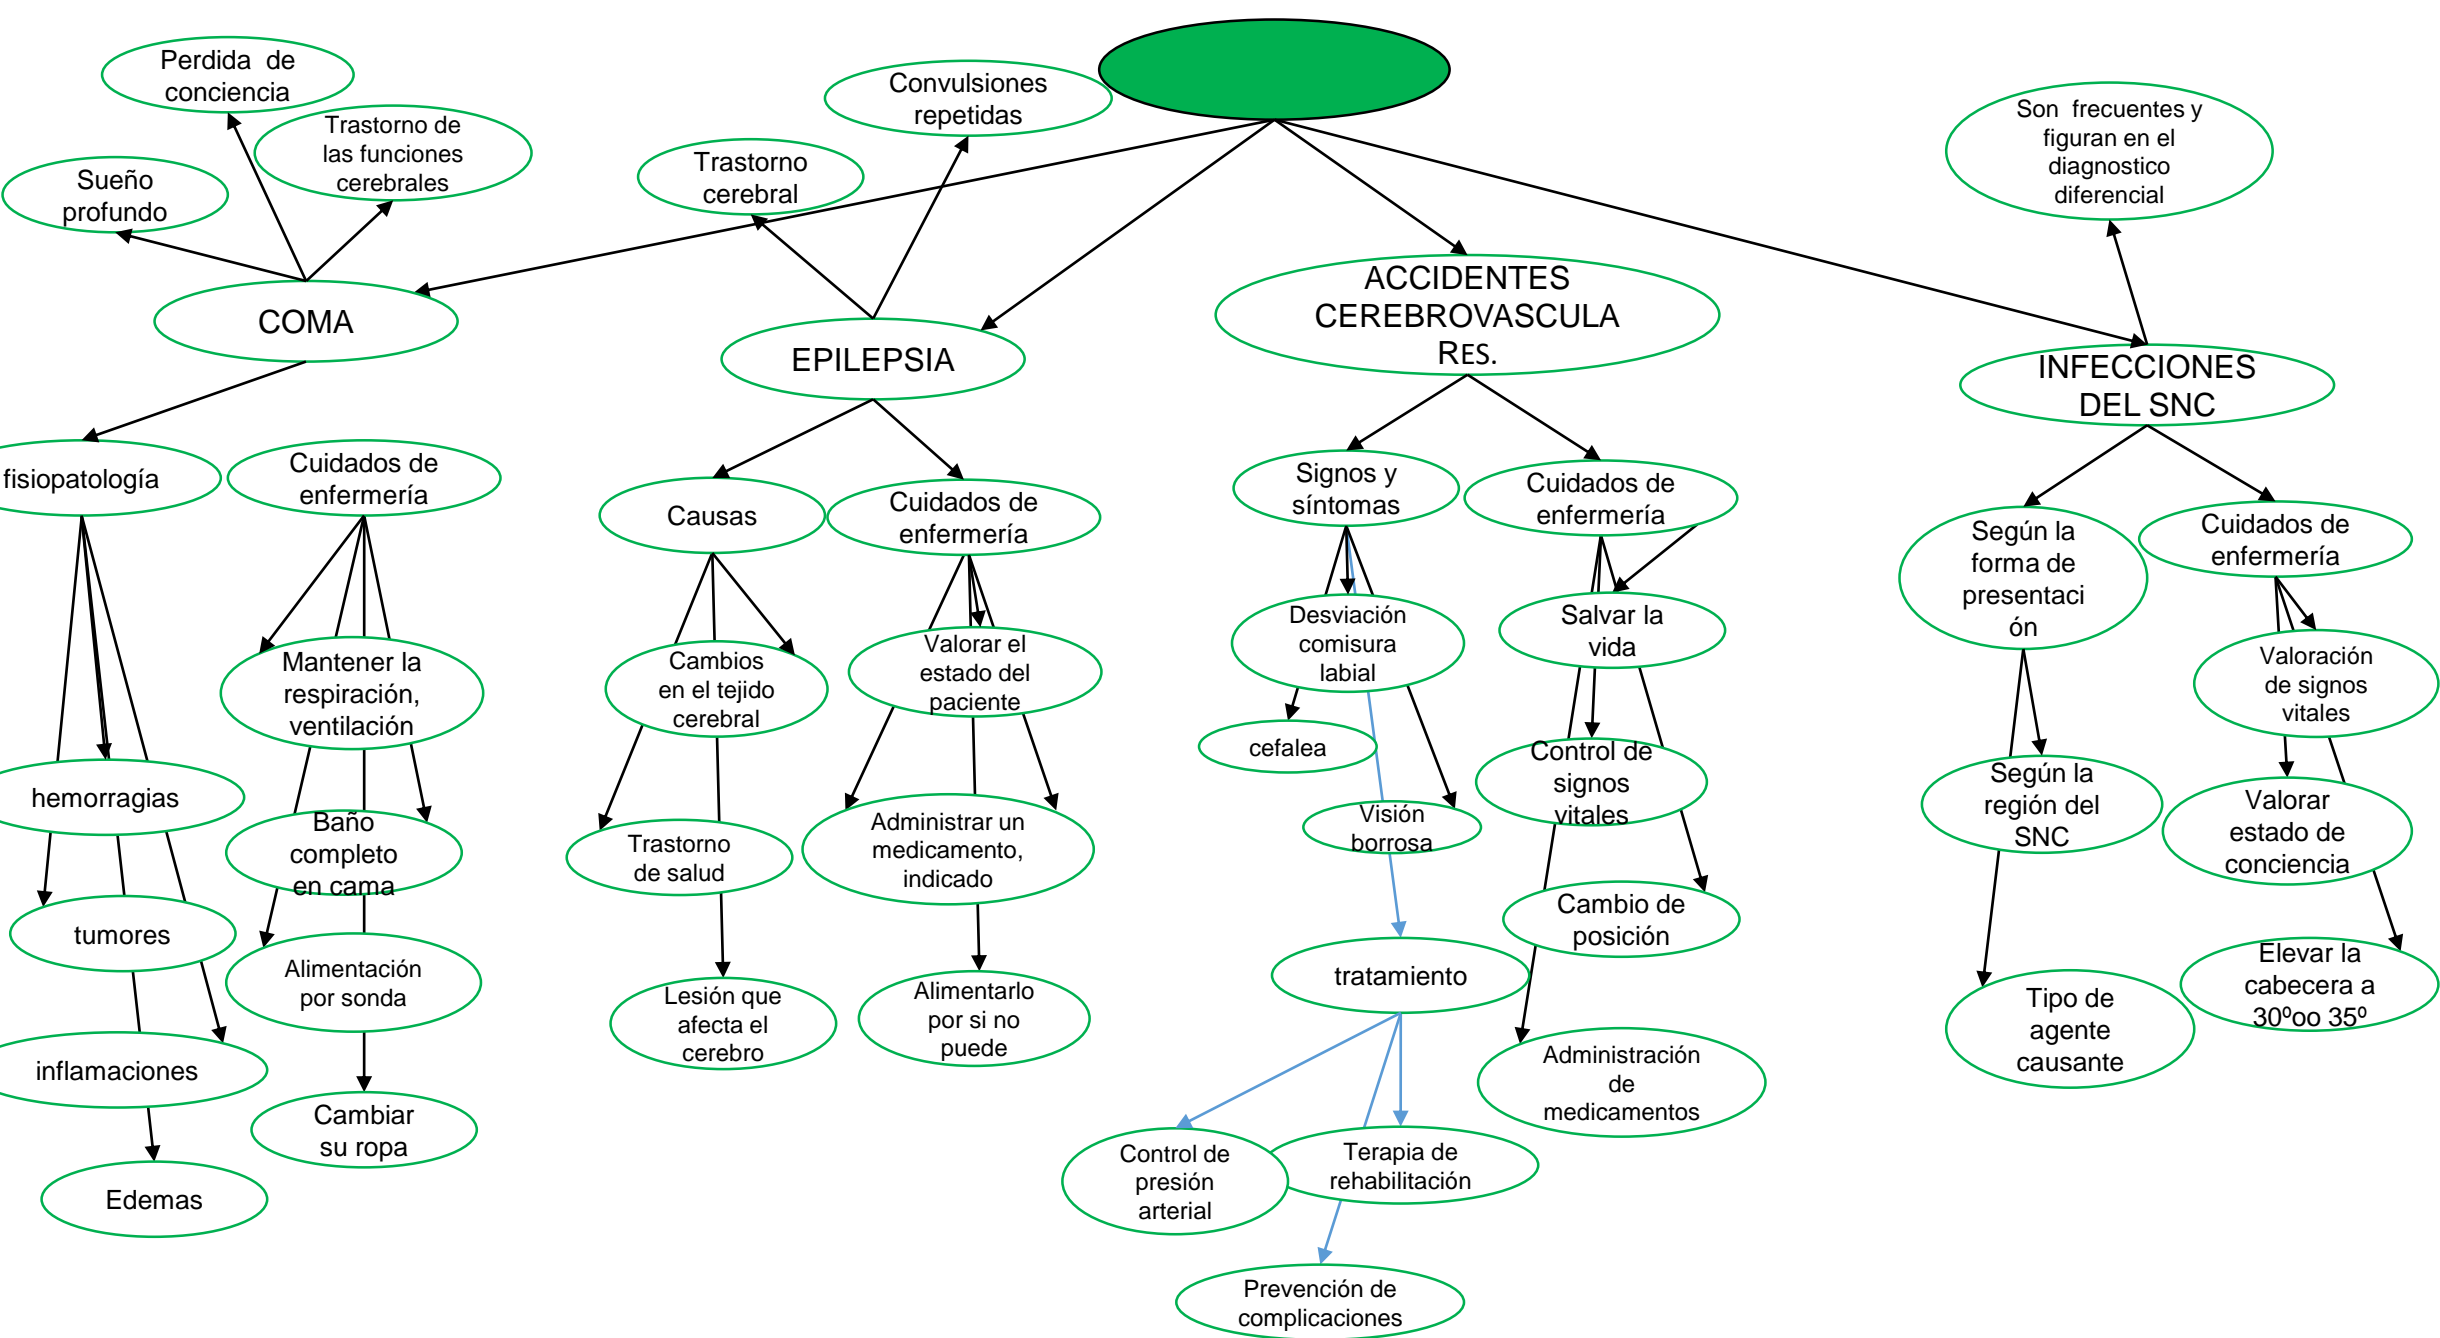 Perdida de
conciencia
Trastorno de
las funciones
cerebrales
Sueño
profundo
COMA
fisiopatología
Cuidados de
enfermería
hemorragias
tumores
inflamaciones
Edemas
Mantener la
respiración,
ventilación
Baño
completo
en cama
Alimentación
por sonda
Cambiar
su ropa
Convulsiones
repetidas
Trastorno
cerebral
EPILEPSIA
Causas
Cuidados de
enfermería
Cambios
en el tejido
cerebral
Trastorno
de salud
Lesión que
afecta el
cerebro
Valorar el
estado del
paciente
Administrar un
medicamento,
indicado
Alimentarlo
por si no
puede
ACCIDENTES
CEREBROVASCULA
RES.
Signos y
síntomas
Cuidados de
enfermería
Desviación
comisura
labial
cefalea
Visión
borrosa
tratamiento
Control de
presión
arterial
Terapia de
rehabilitación
Prevención de
complicaciones
Salvar la
vida
Control de
signos
vitales
Cambio de
posición
Administración
de
medicamentos
Son frecuentes y
figuran en el
diagnostico
diferencial
INFECCIONES
DEL SNC
Según la
forma de
presentaci
ón
Cuidados de
enfermería
Según la
región del
SNC
Tipo de
agente
causante
Valoración
de signos
vitales
Valorar
estado de
conciencia
Elevar la
cabecera a
30ºoo 35º